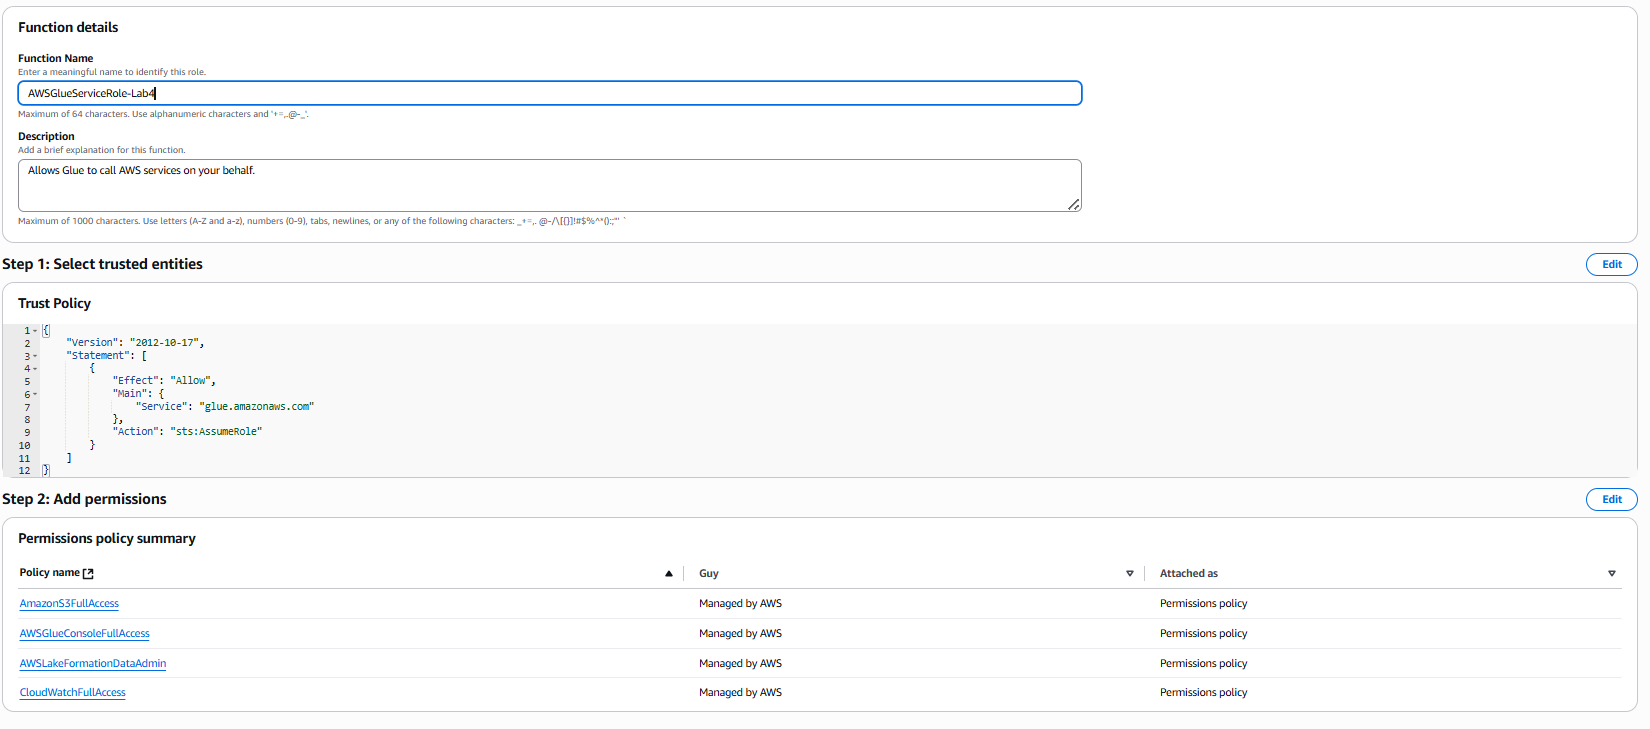 Function details
Function Name
Enter a meaningful name to identify this role.
AWSGlueServiceRole-Lab4
Maximum of 64 characters. Use alphanumeric characters and '+=,.@-_'.
Description
Add a brief explanation for this function.
Allows Glue to call AWS services on your behalf.
Maximum of 1000 characters. Use letters (A-Z and a-z), numbers (0-9), tabs, newlines, or any of the following characters: _+=,. @-/\[{}]!#$%^*();:'"`
Step 1: Select trusted entities
Edit
Trust Policy
1 {
2 "Version": "2012-10-17",
3 "Statement": [
4 {
5 "Effect": "Allow",
6 "Main": {
7 "Service": "glue.amazonaws.com"
8 },
9 "Action": "sts:AssumeRole"
10 }
11 ]
12 }
Step 2: Add permissions
Edit
Permissions policy summary
Policy name Guy Attached as
AmazonS3FullAccess Managed by AWS Permissions policy
AWSGlueConsoleFullAccess Managed by AWS Permissions policy
AWSLakeFormationDataAdmin Managed by AWS Permissions policy
CloudWatchFullAccess Managed by AWS Permissions policy